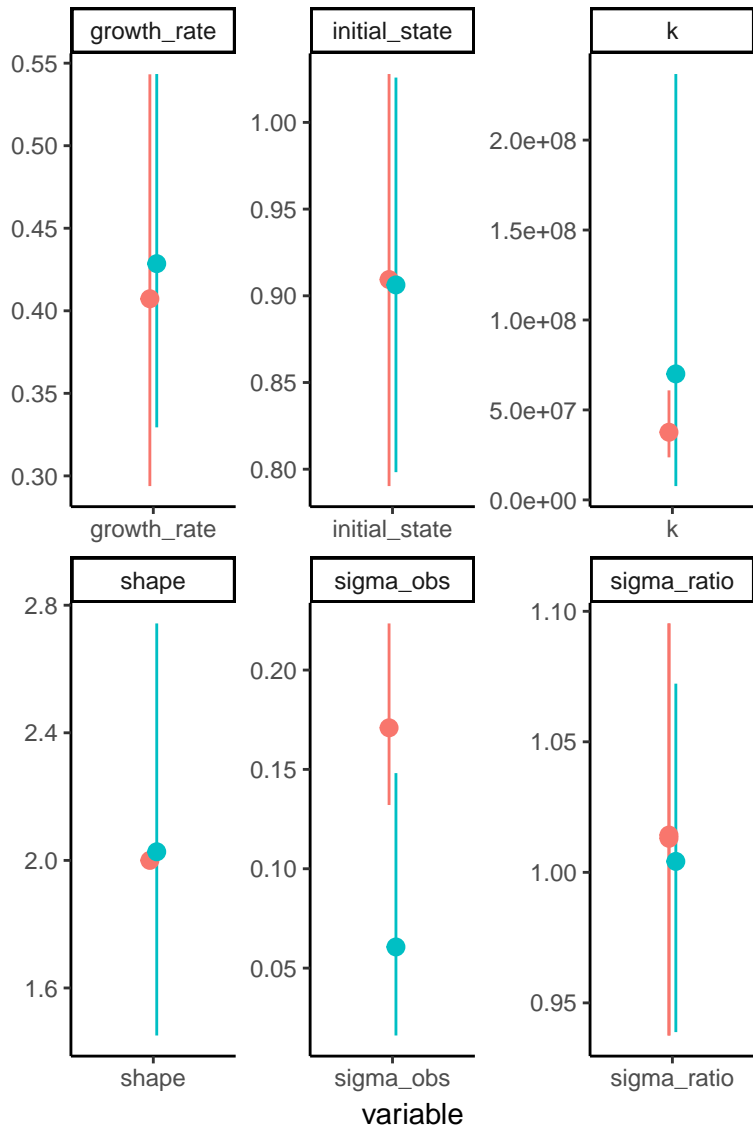 growth_rate
initial_state
k
0.55
0.50
0.45
0.40
0.35
0.30
1.00
0.95
0.90
0.85
0.80
2.0e+08
1.5e+08
1.0e+08
5.0e+07
0.0e+00
growth_rate
initial_state
k
shape
sigma_obs
sigma_ratio
2.8
2.4
2.0
1.6
0.20
0.15
0.10
0.05
1.10
1.05
1.00
0.95
shape
sigma_obs
sigma_ratio
variable